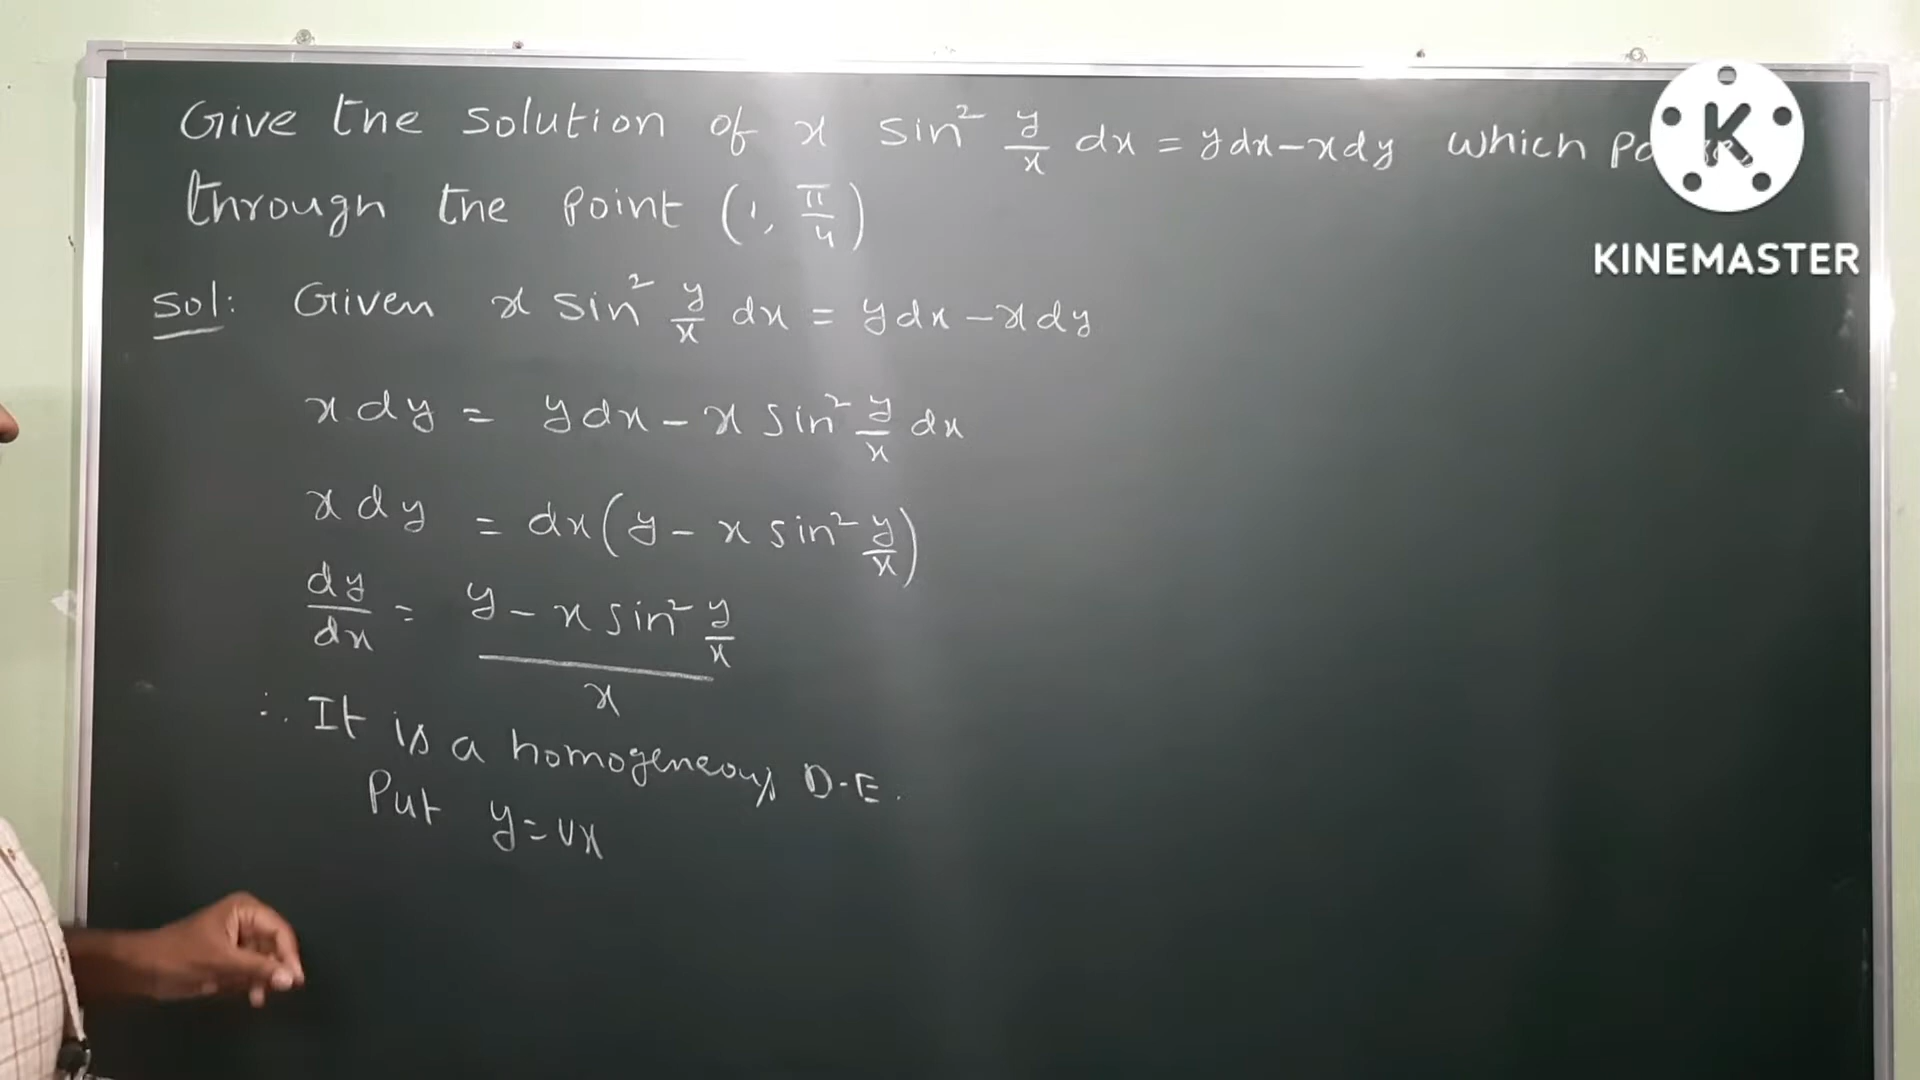 Give the solution of x sin² y/x dx = ydx-xdy which
through the point (1, π/4)
K
KINEMASTER
Sol: Given x sin² y/x dx = ydx-xdy
x dy = ydx - x sin² y/x dx
x dy = dx(y - x sin² y/x)
dy/dx = y - x sin² y/x / x
∴ It is a homogeneous D.E.
Put y=vx